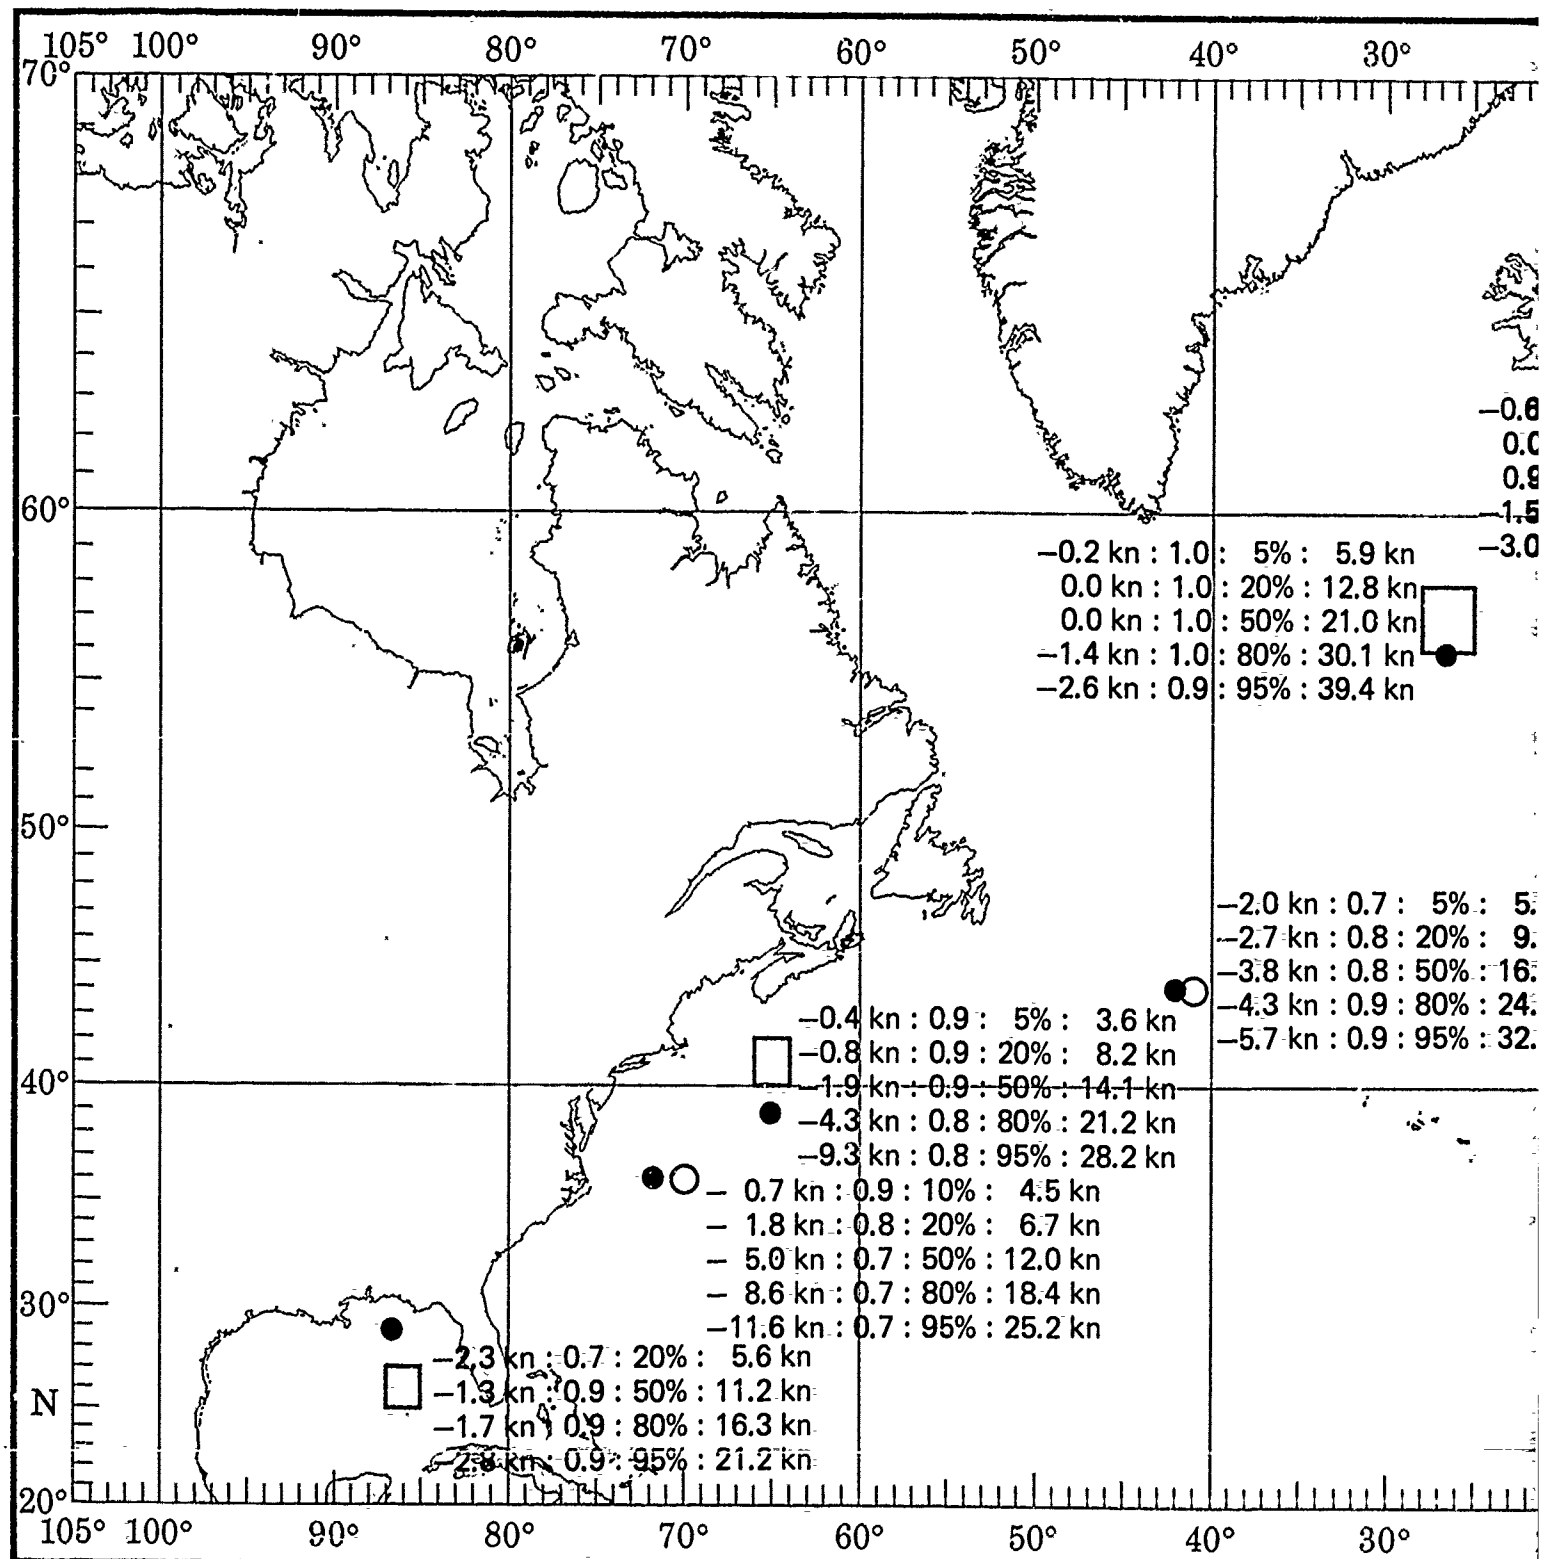 105° 100° 90° 80° 70° 60° 50° 40° 30°
70°
60°
−0.2 kn : 1.0 : 5% : 5.9 kn
0.0 kn : 1.0 : 20% : 12.8 kn
0.0 kn : 1.0 : 50% : 21.0 kn
−1.4 kn : 1.0 : 80% : 30.1 kn
−2.6 kn : 0.9 : 95% : 39.4 kn
−3.0
50°
−2.0 kn : 0.7 : 5% : 5.
−2.7 kn : 0.8 : 20% : 9.
−3.8 kn : 0.8 : 50% : 16.
−4.3 kn : 0.9 : 80% : 24.
−5.7 kn : 0.9 : 95% : 32.
−0.4 kn : 0.9 : 5% : 3.6 kn
−0.8 kn : 0.9 : 20% : 8.2 kn
−1.9 kn : 0.9 : 50% : 14.1 kn
−4.3 kn : 0.8 : 80% : 21.2 kn
−9.3 kn : 0.8 : 95% : 28.2 kn
40°
− 0.7 kn : 0.9 : 10% : 4.5 kn
− 1.8 kn : 0.8 : 20% : 6.7 kn
− 5.0 kn : 0.7 : 50% : 12.0 kn
− 8.6 kn : 0.7 : 80% : 18.4 kn
−11.6 kn : 0.7 : 95% : 25.2 kn
30°
−2.3 kn : 0.7 : 20% : 5.6 kn
−1.3 kn : 0.9 : 50% : 11.2 kn
−1.7 kn : 0.9 : 80% : 16.3 kn
−2.8 kn : 0.9 : 95% : 21.2 kn
N
20°
105° 100° 90° 80° 70° 60° 50° 40° 30°